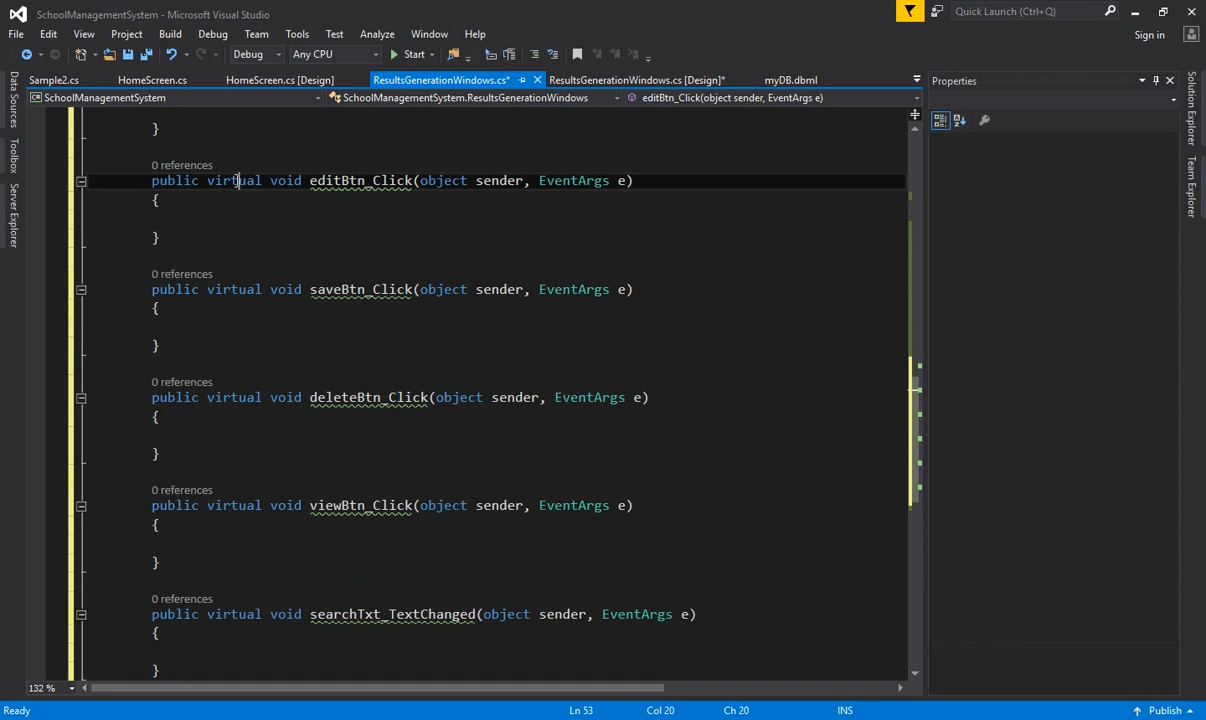 SchoolManagementSystem - Microsoft Visual Studio
Quick Launch (Ctrl+Q)
File Edit View Project Build Debug Team Tools Test Analyze Window Help
Sign in
Debug Any CPU Start
Sample2.cs HomeScreen.cs HomeScreen.cs [Design] ResultsGenerationWindows.cs* ResultsGenerationWindows.cs [Design]* myDB.dbml
Properties
SchoolManagementSystem SchoolManagementSystem.ResultsGenerationWindows editBtn_Click(object sender, EventArgs e)
Data Sources
Toolbox
Server Explorer
Solution Explorer
Team Explorer
}
0 references
public virtual void editBtn_Click(object sender, EventArgs e)
{
}
0 references
public virtual void saveBtn_Click(object sender, EventArgs e)
{
}
0 references
public virtual void deleteBtn_Click(object sender, EventArgs e)
{
}
0 references
public virtual void viewBtn_Click(object sender, EventArgs e)
{
}
0 references
public virtual void searchTxt_TextChanged(object sender, EventArgs e)
{
}
132 %
Ready Ln 53 Col 20 Ch 20 INS Publish